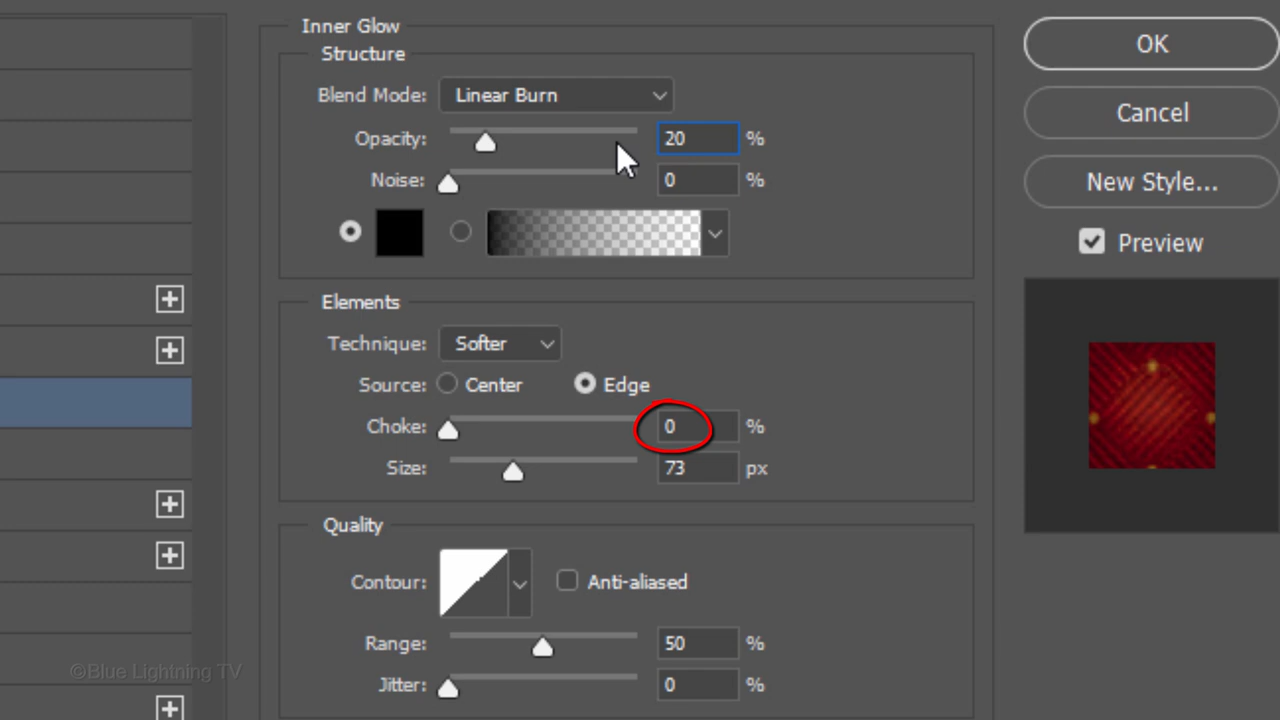 Inner Glow
Structure
Blend Mode: Linear Burn
Opacity: 20 %
Noise: 0 %
Elements
Technique: Softer
Source: Center Edge
Choke: 0 %
Size: 73 px
Quality
Contour: Anti-aliased
Range: 50 %
Jitter: 0 %
OK
Cancel
New Style...
Preview
©Blue Lightning TV